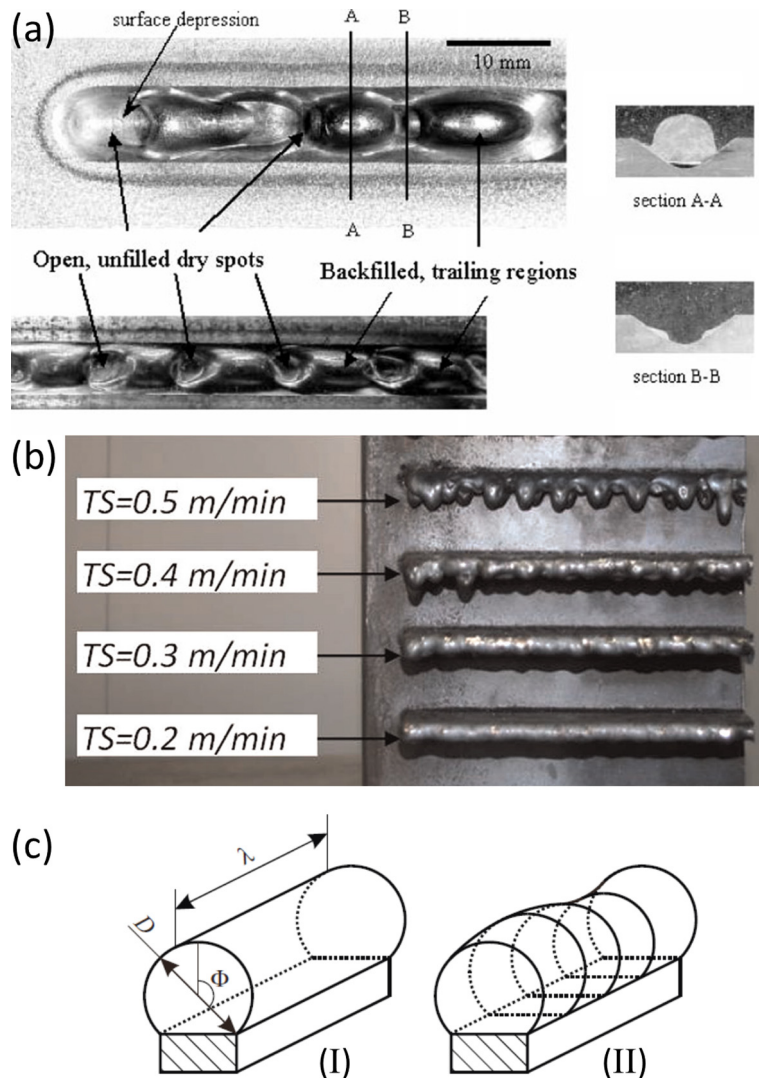 (a)
surface depression
A
B
10 mm
A
B
section A-A
Open, unfilled dry spots
Backfilled, trailing regions
section B-B
(b)
TS=0.5 m/min
TS=0.4 m/min
TS=0.3 m/min
TS=0.2 m/min
(c)
λ
D
Φ
(I)
(II)